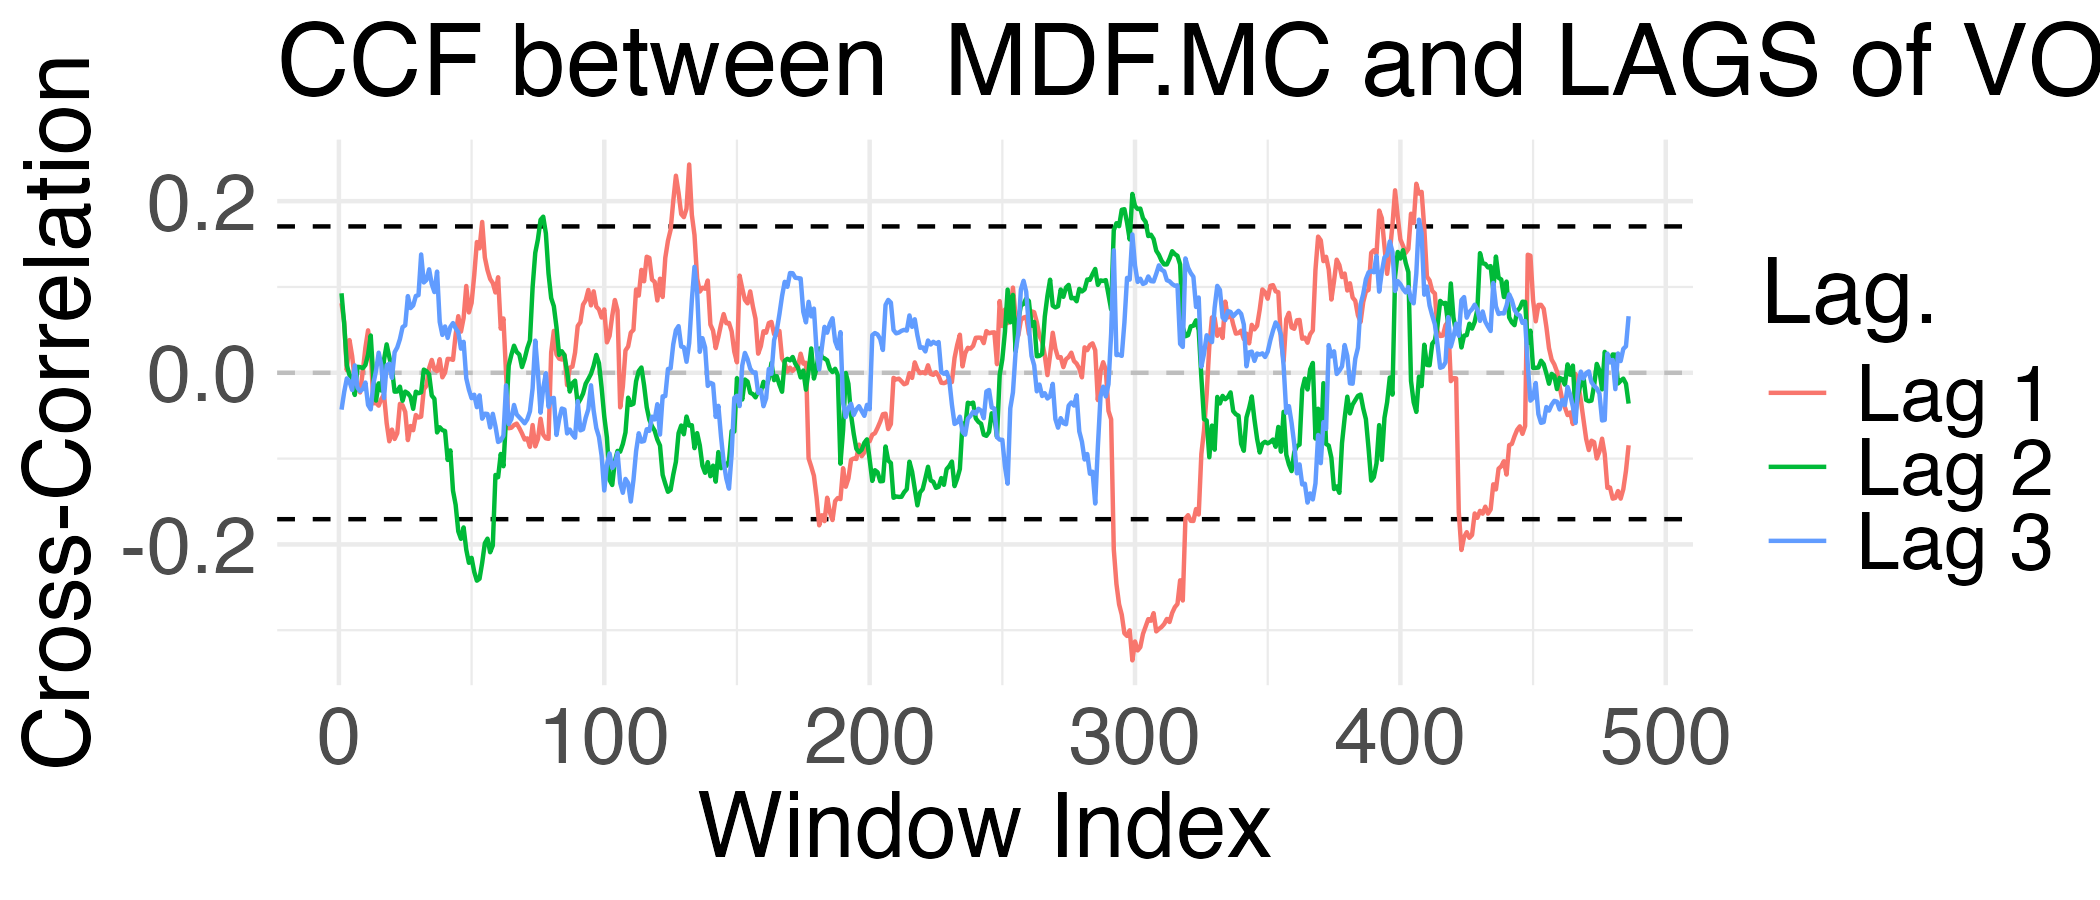 CCF between  MDF.MC and LAGS of VO
Cross-Correlation
0.2
0.0
-0.2
0
100
200
300
400
500
Window Index
Lag.
Lag 1
Lag 2
Lag 3